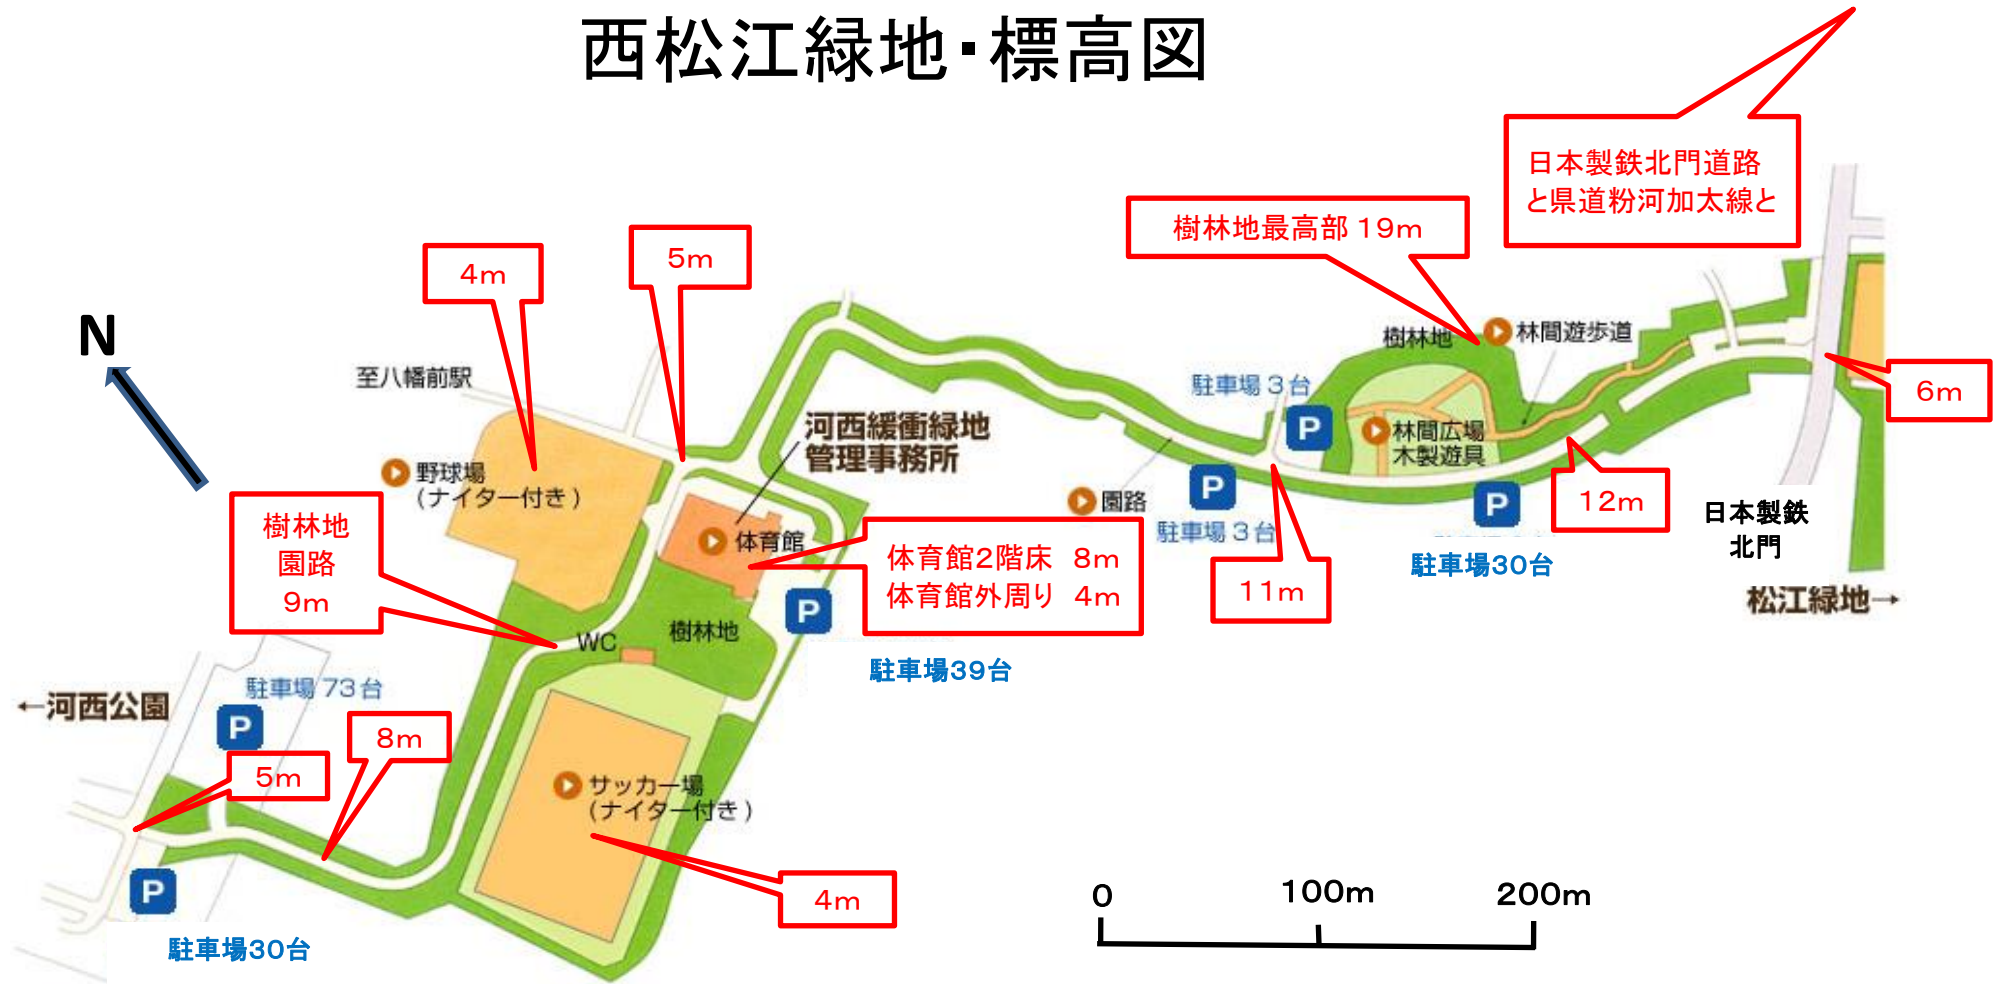 西松江緑地・標高図
日本製鉄北門道路
と県道粉河加太線と
樹林地最高部 19m
5m
4m
N
樹林地
林間遊歩道
至八幡前駅
駐車場 3 台
6m
河西緩衝緑地
管理事務所
P
林間広場
木製遊具
野球場
(ナイター付き)
P
園路
P
12m
日本製鉄
北門
樹林地
園路
9m
体育館
駐車場 3 台
体育館2階床 8m
体育館外周り 4m
駐車場30台
11m
松江緑地→
P
WC
樹林地
駐車場39台
←河西公園
駐車場 73 台
P
8m
5m
サッカー場
(ナイター付き)
P
4m
駐車場30台
0
100m
200m